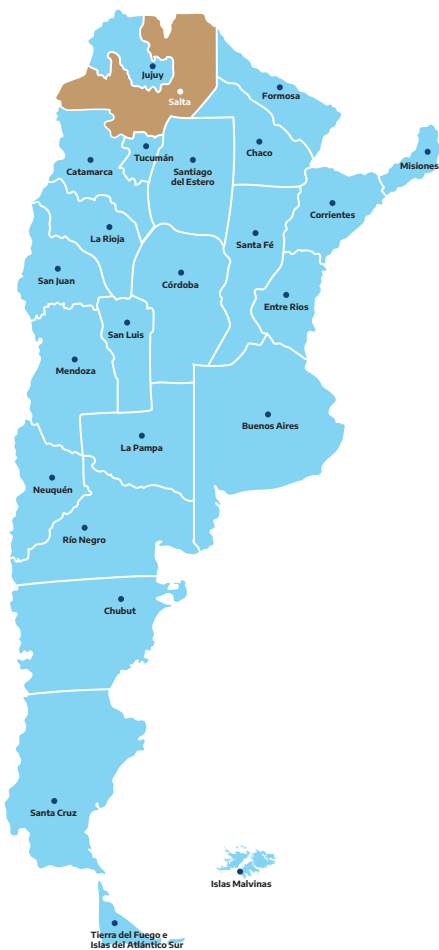 Jujuy
Salta
Formosa
Tucumán
Chaco
Misiones
Catamarca
Santiago
del Estero
Corrientes
La Rioja
Santa Fé
San Juan
Córdoba
Entre Rios
San Luis
Mendoza
Buenos Aires
La Pampa
Neuquén
Río Negro
Chubut
Santa Cruz
Islas Malvinas
Tierra del Fuego e
Islas del Atlántico Sur